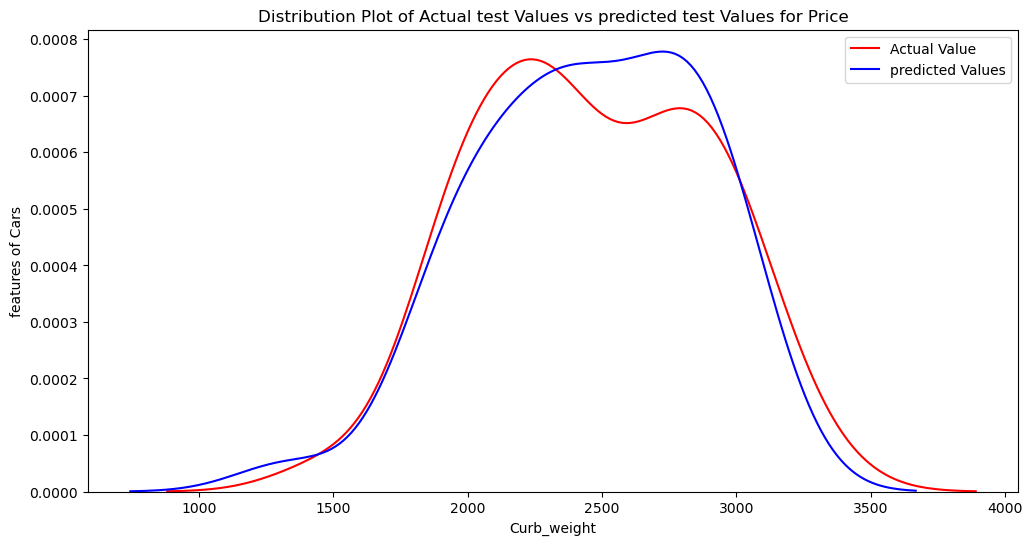 Distribution Plot of Actual test Values vs predicted test Values for Price
Actual Value
predicted Values
0.0008
0.0007
0.0006
0.0005
0.0004
0.0003
0.0002
0.0001
0.0000
features of Cars
1000 1500 2000 2500 3000 3500 4000
Curb_weight